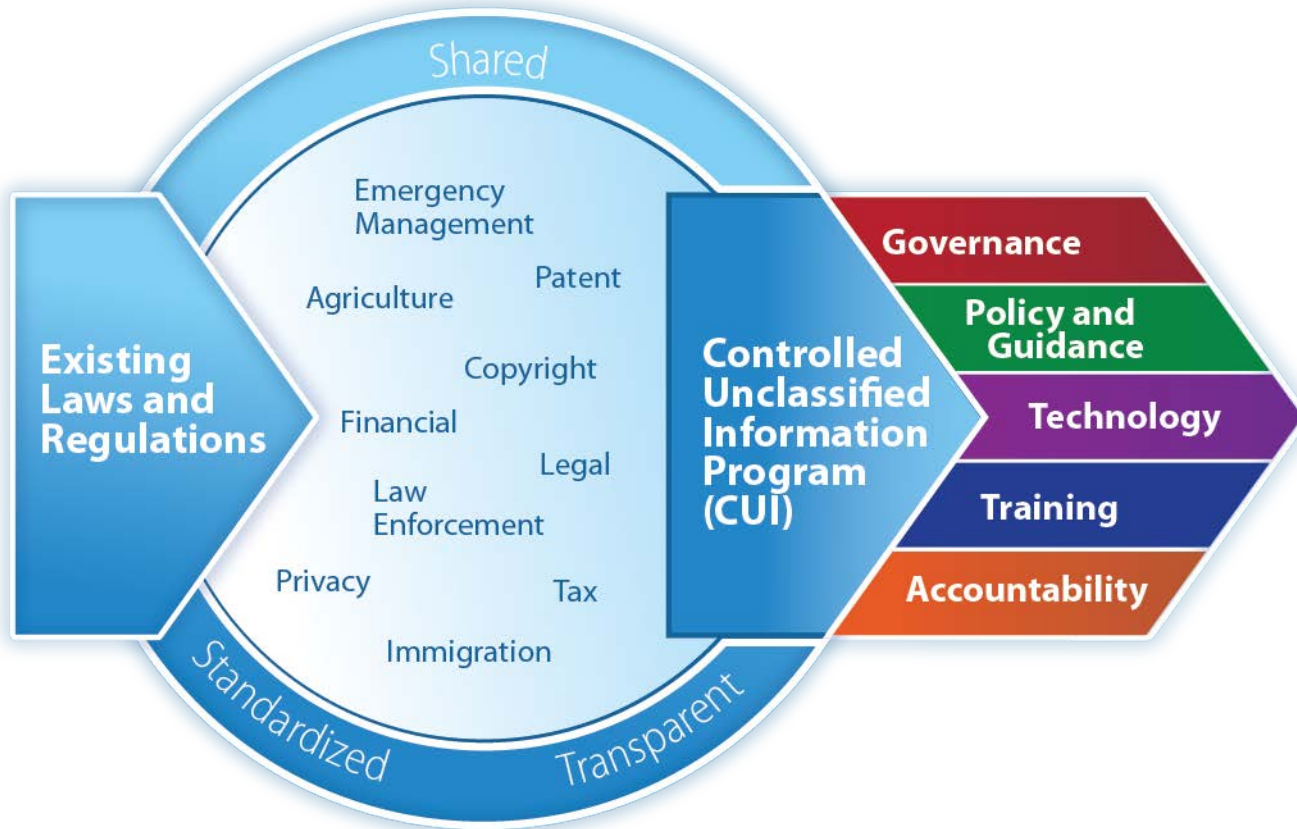 Shared
Existing
Laws and
Regulations
Emergency
Management
Patent
Agriculture
Copyright
Financial
Legal
Law
Enforcement
Privacy
Tax
Immigration
Standardized
Transparent
Controlled
Unclassified
Information
Program
(CUI)
Governance
Policy and
Guidance
Technology
Training
Accountability